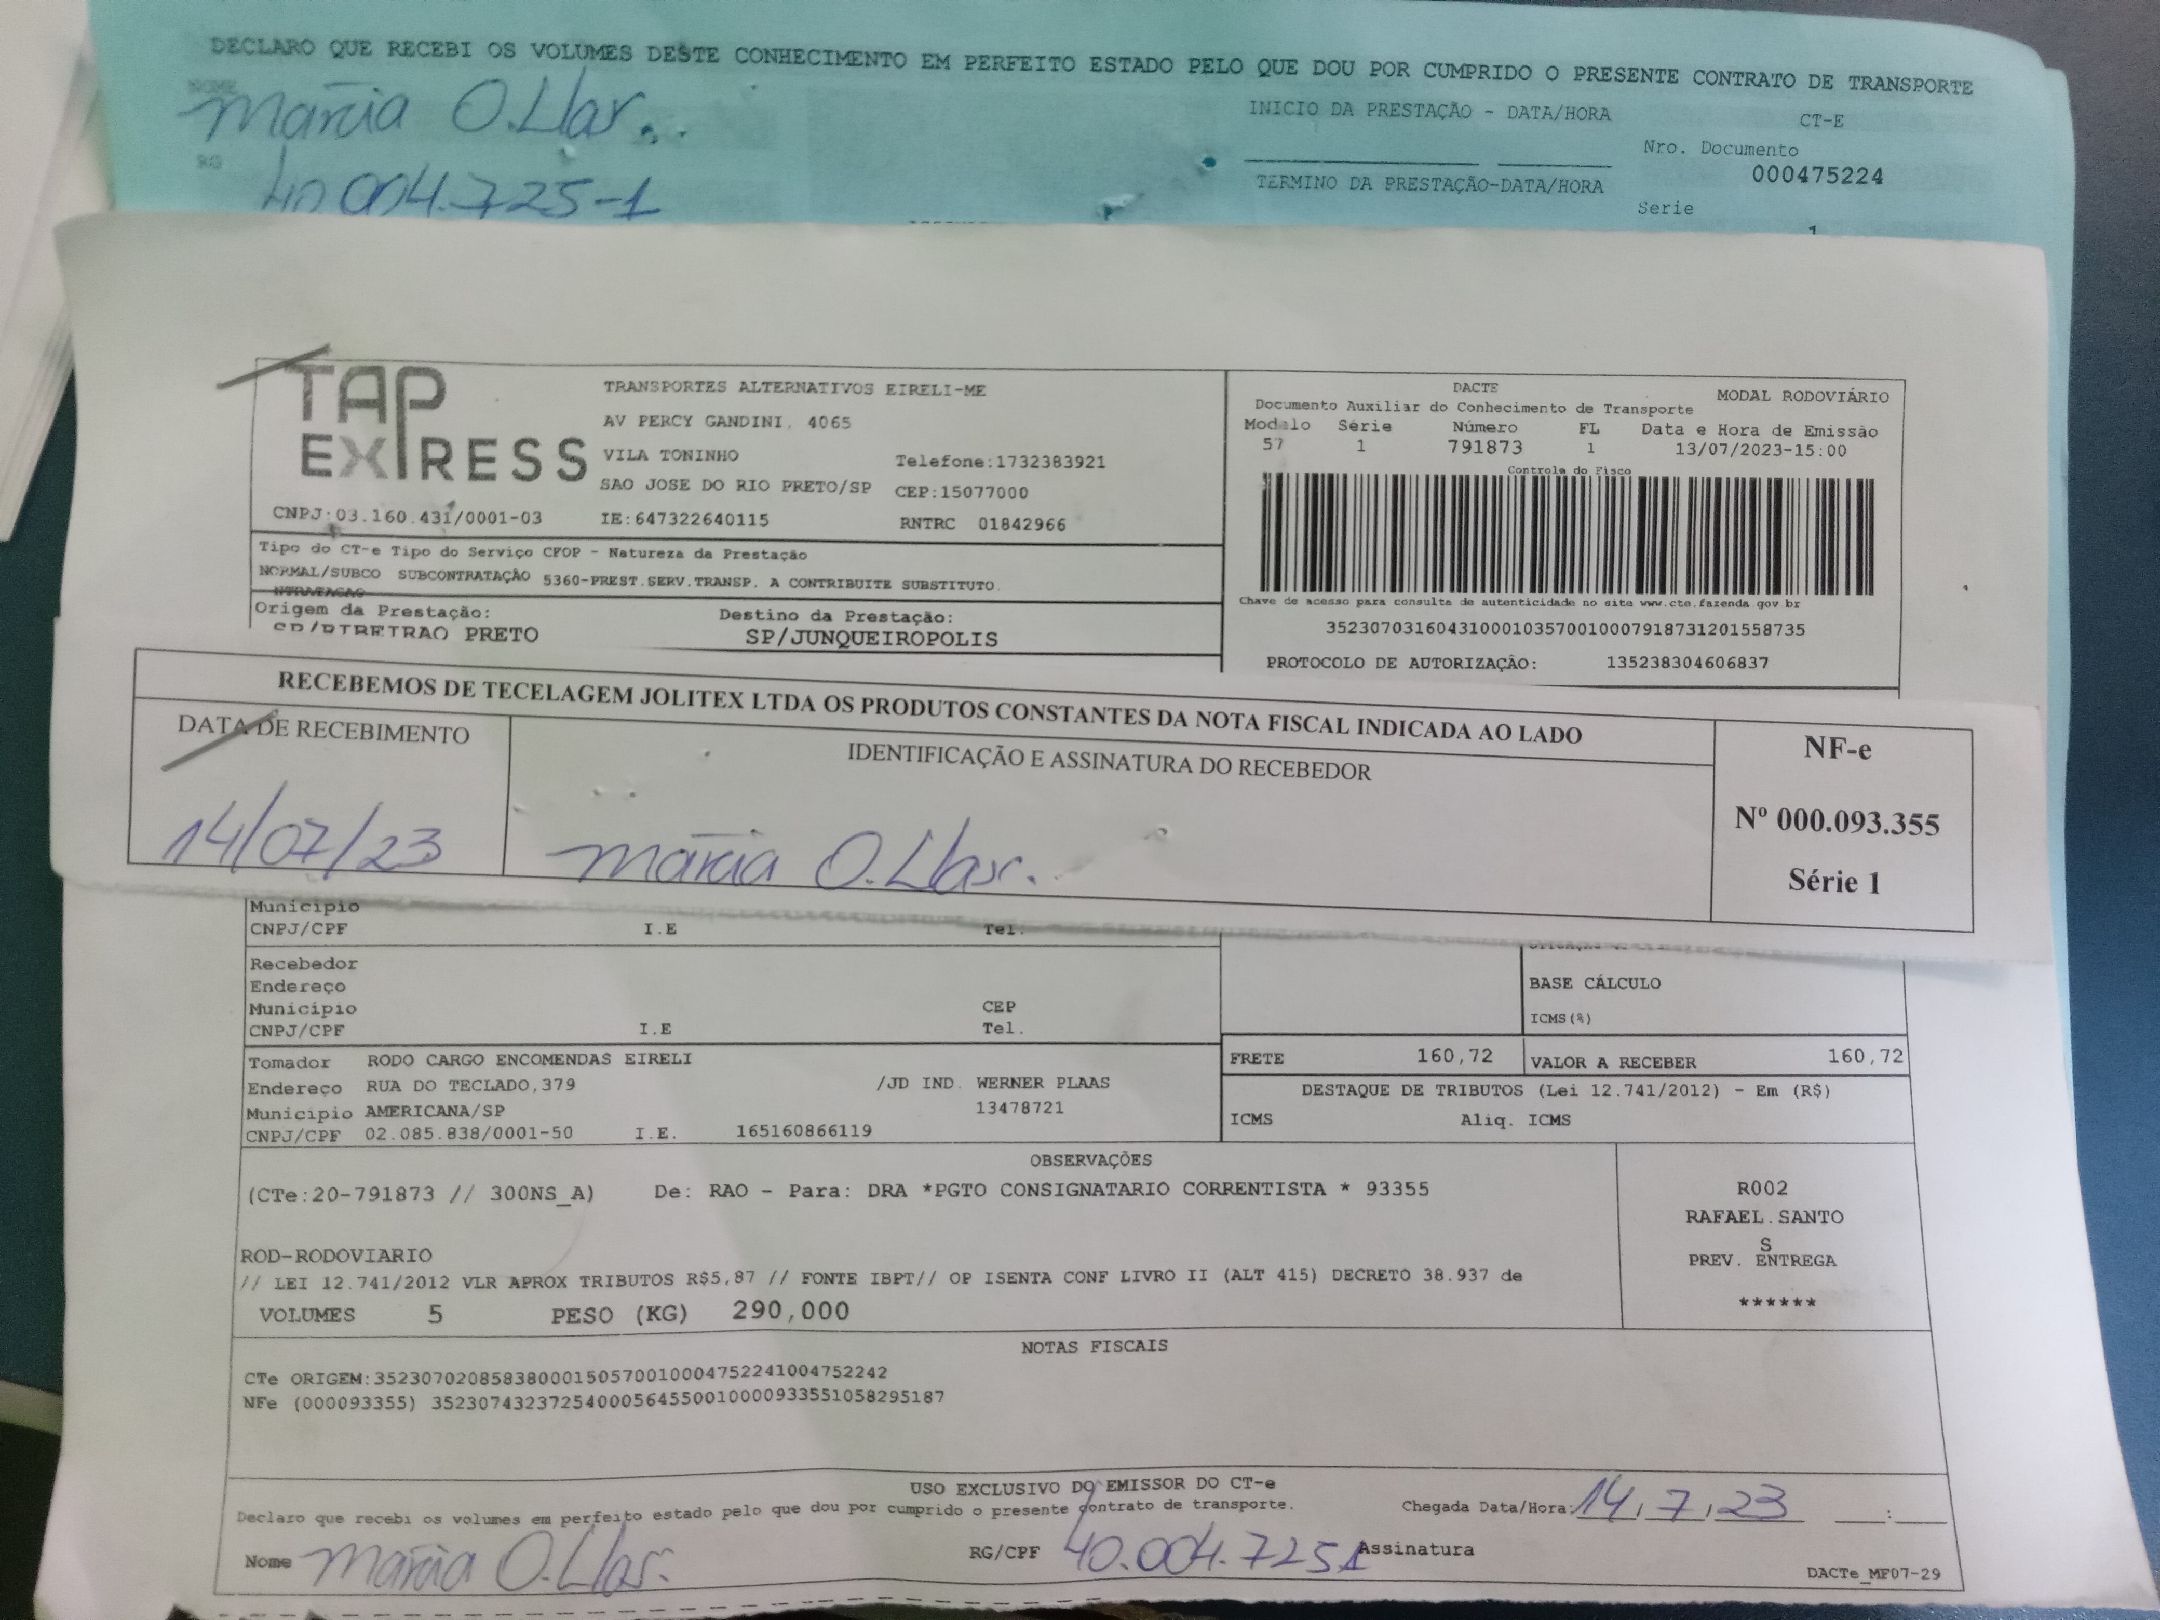 DECLARO QUE RECEBI OS VOLUMES DESTE CONHECIMENTO EM PERFEITO ESTADO PELO QUE DOU POR CUMPRIDO O PRESENTE CONTRATO DE TRANSPORTE
NOME
Márcia O.
INICIO DA PRESTAÇÃO - DATA/HORA
CT-E
Nro. Documento
000475224
RG
40 004.725-1
TERMINO DA PRESTAÇÃO-DATA/HORA
Serie
1
TAP
EXPRESS
TRANSPORTES ALTERNATIVOS EIRELI-ME
AV PERCY GANDINI, 4065
VILA TONINHO
Telefone:1732383921
SAO JOSE DO RIO PRETO/SP CEP:15077000
CNPJ:03.160.431/0001-03 IE:647322640115 RNTRC 01842966
DACTE MODAL RODOVIÁRIO
Documento Auxiliar do Conhecimento de Transporte
Modelo Série Número FL Data e Hora de Emissão
57 1 791873 1 13/07/2023-15:00
Controle do Fisco
Chave de acesso para consulta de autenticidade no site www.cte.fazenda.gov br
35230703160431000103570010007918731201558735
PROTOCOLO DE AUTORIZAÇÃO: 135238304606837
Tipo do CT-e Tipo do Serviço CFOP - Natureza da Prestação
NORMAL/SUBCO SUBCONTRATAÇÃO 5360-PREST.SERV.TRANSP. A CONTRIBUITE SUBSTITUTO.
Origem da Prestação: Destino da Prestação:
SP/RIBEIRAO PRETO SP/JUNQUEIROPOLIS
RECEBEMOS DE TECELAGEM JOLITEX LTDA OS PRODUTOS CONSTANTES DA NOTA FISCAL INDICADA AO LADO
DATA DE RECEBIMENTO
IDENTIFICAÇÃO E ASSINATURA DO RECEBEDOR
14/07/23
Márcia O.
NF-e
Nº 000.093.355
Série 1
Município
CNPJ/CPF I.E Tel.
Recebedor
Endereço
Município CEP
CNPJ/CPF I.E Tel.
BASE CÁLCULO
ICMS(%)
Tomador RODO CARGO ENCOMENDAS EIRELI
Endereço RUA DO TECLADO,379 /JD IND. WERNER PLAAS
Município AMERICANA/SP 13478721
CNPJ/CPF 02.085.838/0001-50 I.E. 165160866119
FRETE 160,72 VALOR A RECEBER 160,72
DESTAQUE DE TRIBUTOS (Lei 12.741/2012) - Em (R$)
ICMS Aliq. ICMS
OBSERVAÇÕES
(CTe:20-791873 // 300NS_A) De: RAO - Para: DRA *PGTO CONSIGNATARIO CORRENTISTA * 93355
ROD-RODOVIARIO
// LEI 12.741/2012 VLR APROX TRIBUTOS R$5,87 // FONTE IBPT// OP ISENTA CONF LIVRO II (ALT 415) DECRETO 38.937 de
VOLUMES 5 PESO (KG) 290,000
R002
RAFAEL.SANTO
S
PREV. ENTREGA
******
NOTAS FISCAIS
CTe ORIGEM:35230702085838000150570010004752241004752242
NFe (000093355) 35230743237254000564550010000933551058295187
USO EXCLUSIVO DO EMISSOR DO CT-e
Declaro que recebi os volumes em perfeito estado pelo que dou por cumprido o presente contrato de transporte.
Chegada Data/Hora: 14, 7, 23 :
Nome Márcia O.
RG/CPF 40.004.7251 Assinatura
DACTe_MF07-29